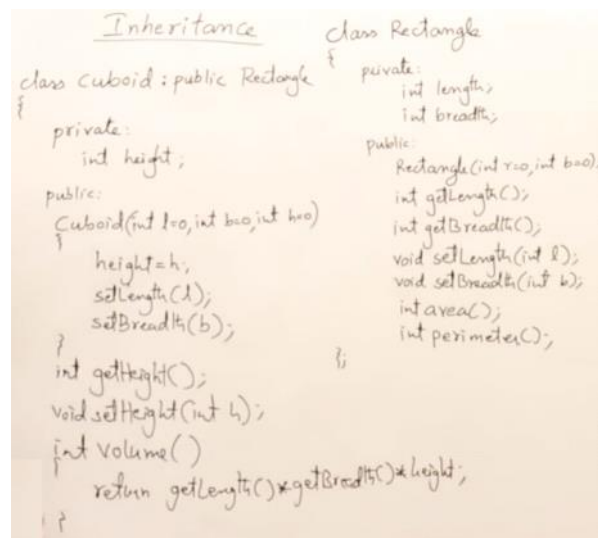 Inheritance
class Cuboid : public Rectangle
{
private:
int height;
public:
Cuboid(int l=0, int b=0, int h=0)
{
height=h;
setLength(l);
setBreadth(b);
}
int getHeight();
void setHeight(int h);
int volume()
{
return getLength()*getBreadth()*height;
}
class Rectangle
{
private:
int length;
int breadth;
public:
Rectangle(int r=0, int b=0);
int getLength();
int getBreadth();
void setLength(int l);
void setBreadth(int b);
int area();
int perimeter();
};